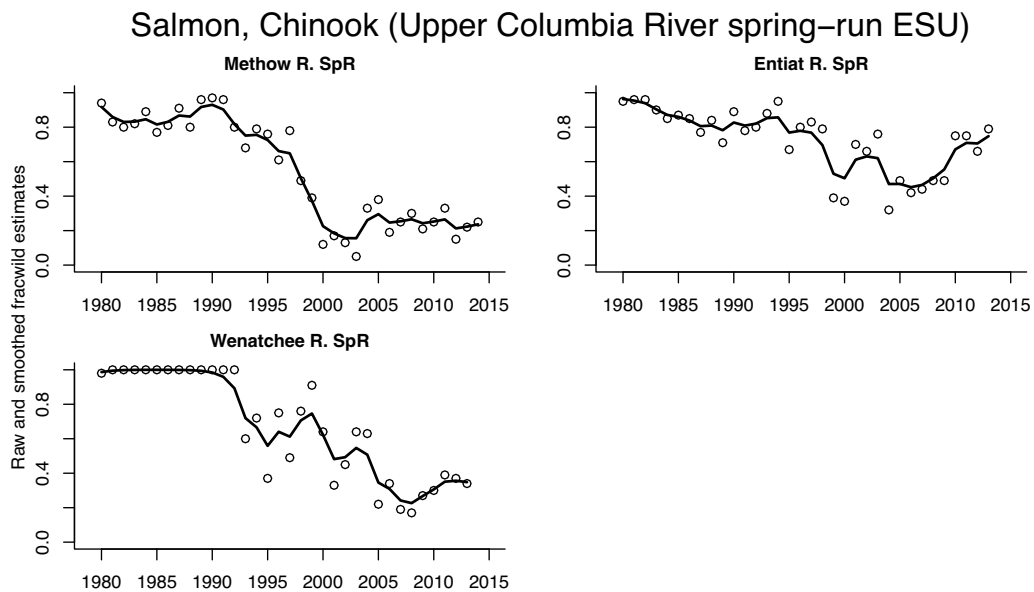 Salmon, Chinook (Upper Columbia River spring−run ESU)
Raw and smoothed fracwild estimates
Methow R. SpR
0.8
0.4
0.0
1980 1985 1990 1995 2000 2005 2010 2015
Entiat R. SpR
0.8
0.4
0.0
1980 1985 1990 1995 2000 2005 2010 2015
Wenatchee R. SpR
0.8
0.4
0.0
1980 1985 1990 1995 2000 2005 2010 2015